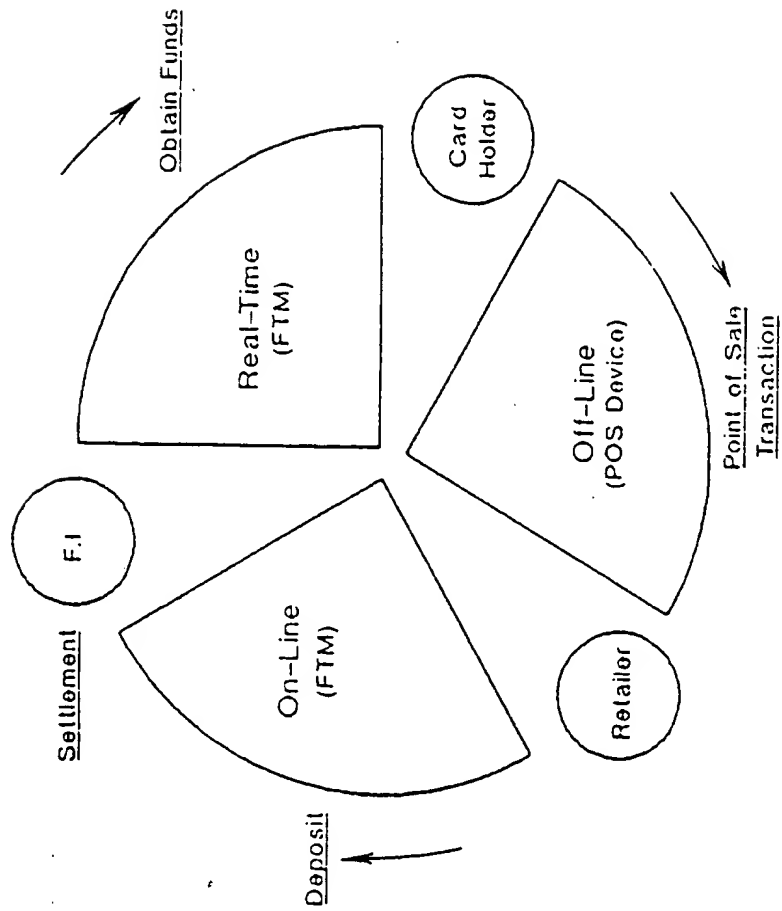 Obtain Funds
Real-Time
(FTM)
Card
Holder
F.I
Settlement
On-Line
(FTM)
Off-Line
(POS Device)
Point of Sale
Transaction
Retailer
Deposit